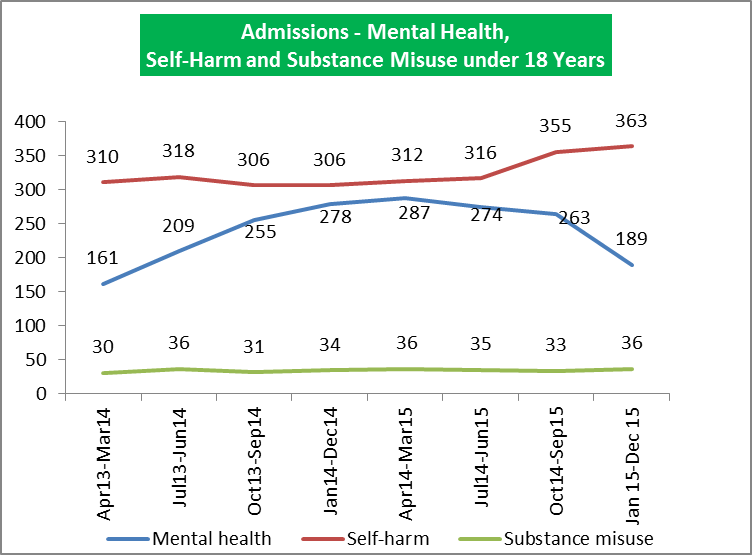 Admissions - Mental Health,
Self-Harm and Substance Misuse under 18 Years
400
350
300
250
200
150
100
50
0
310 318 306 306 312 316 355 363
161 209 255 278 287 274 263 189
30 36 31 34 36 35 33 36
Apr13-Mar14
Jul13-Jun14
Oct13-Sep14
Jan14-Dec14
Apr14-Mar15
Jul14-Jun15
Oct14-Sep15
Jan 15-Dec 15
Mental health Self-harm Substance misuse